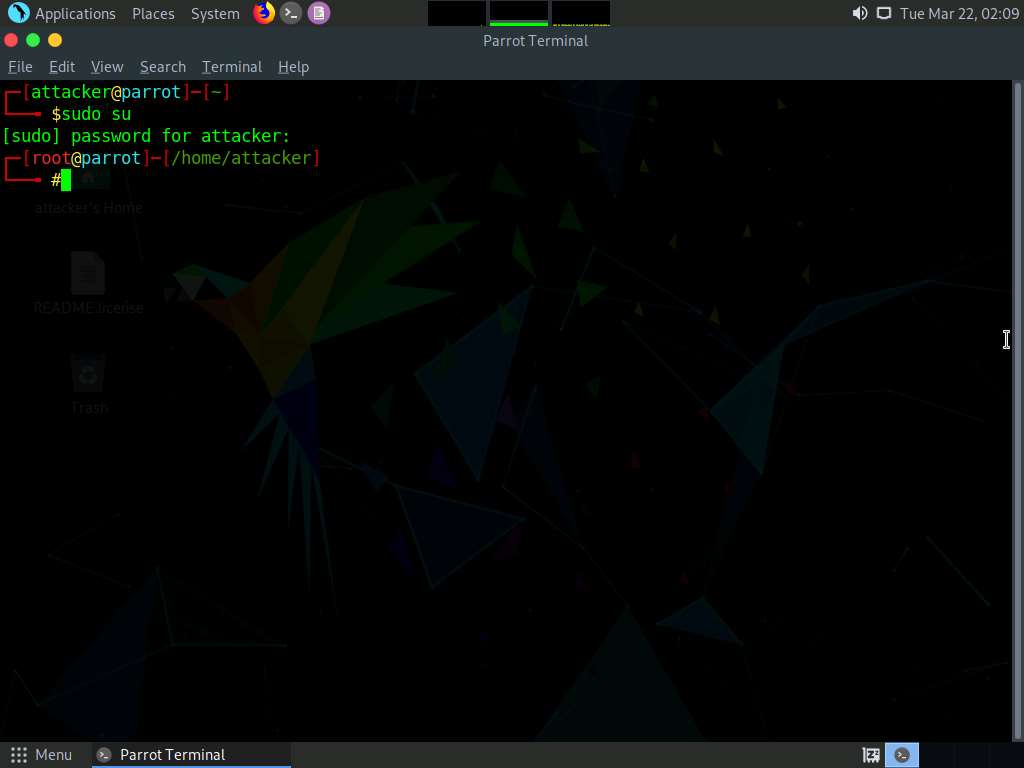 Applications Places System Tue Mar 22, 02:09
Parrot Terminal
File Edit View Search Terminal Help
┌─[attacker@parrot]─[~]
└──╼ $sudo su
[sudo] password for attacker:
┌─[root@parrot]─[/home/attacker]
└──╼ #
attacker's Home
README.license
Trash
Menu Parrot Terminal